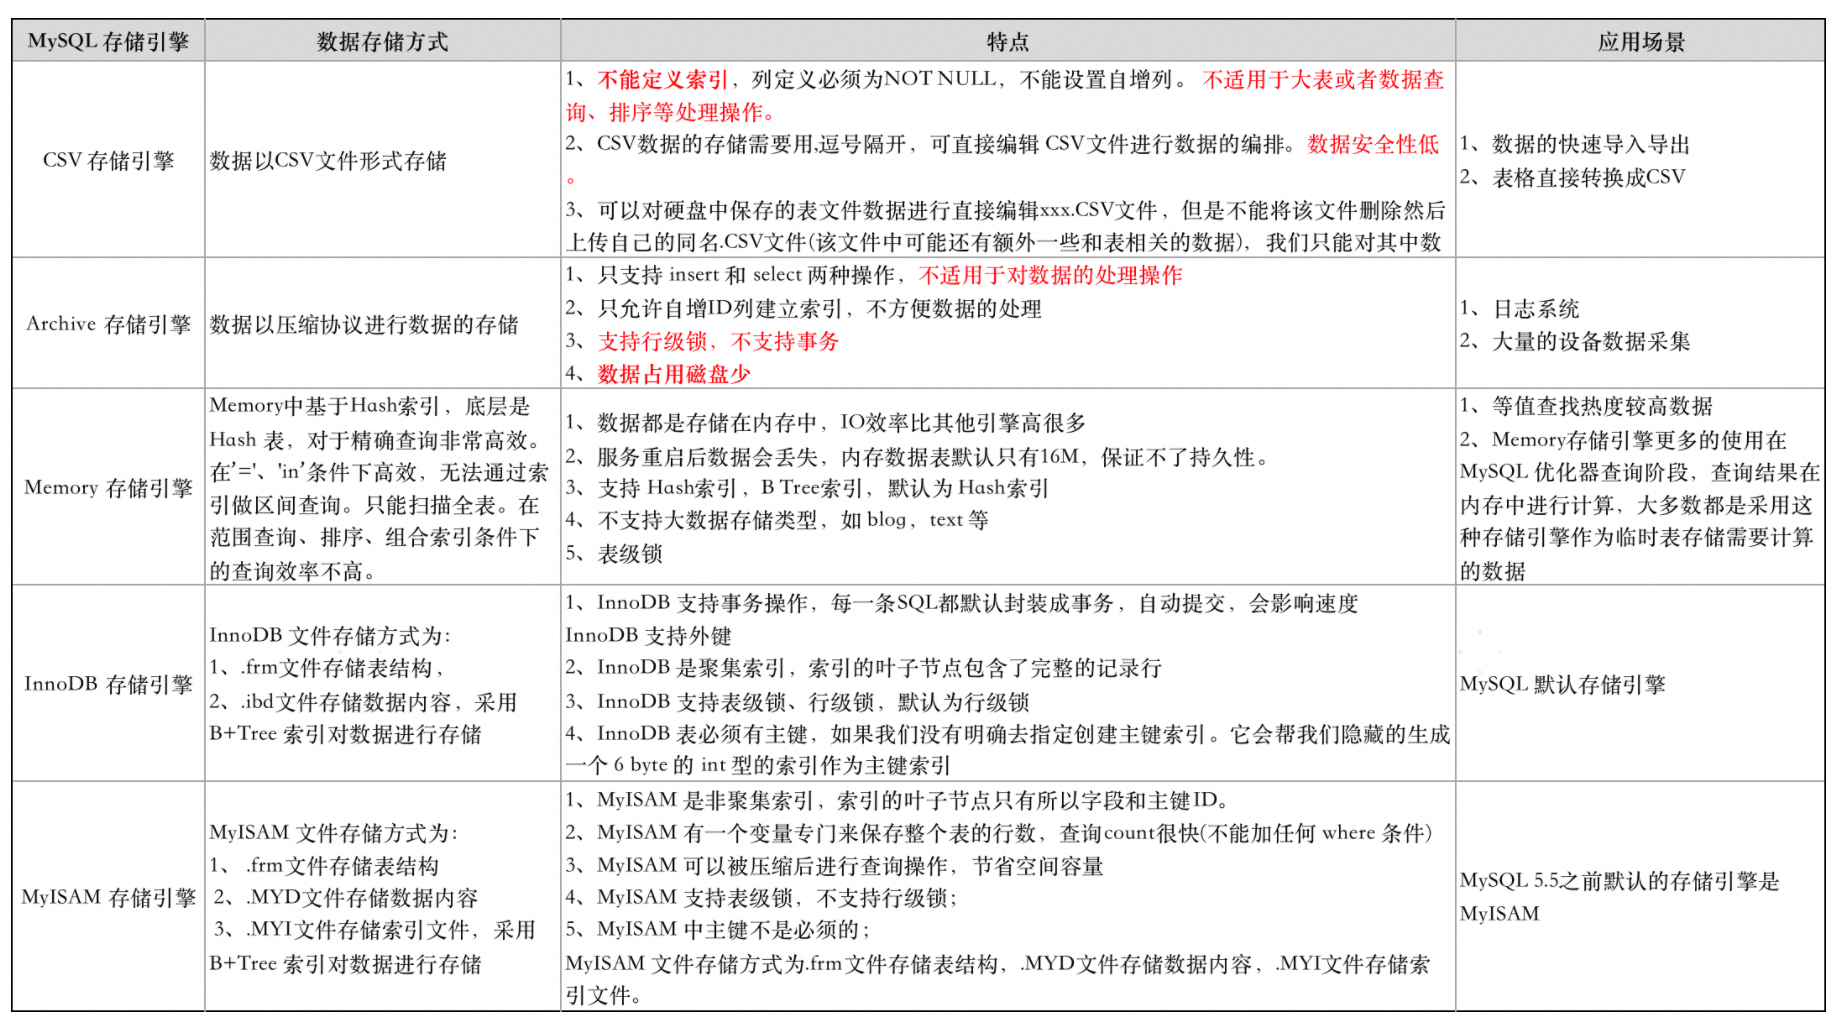 MySQL 存储引擎
数据存储方式
特点
应用场景
CSV 存储引擎
数据以CSV文件形式存储
1、不能定义索引，列定义必须为NOT NULL，不能设置自增列。 不适用于大表或者数据查
询、排序等处理操作。
2、CSV数据的存储需要用,逗号隔开，可直接编辑 CSV文件进行数据的编排。数据安全性低
。
3、可以对硬盘中保存的表文件数据进行直接编辑xxx.CSV文件，但是不能将该文件删除然后
上传自己的同名.CSV文件(该文件中可能还有额外一些和表相关的数据)，我们只能对其中数
1、数据的快速导入导出
2、表格直接转换成CSV
Archive 存储引擎
数据以压缩协议进行数据的存储
1、只支持 insert 和 select 两种操作，不适用于对数据的处理操作
2、只允许自增ID列建立索引，不方便数据的处理
3、支持行级锁，不支持事务
4、数据占用磁盘少
1、日志系统
2、大量的设备数据采集
Memory 存储引擎
Memory中基于Hash索引，底层是
Hash 表，对于精确查询非常高效。
在’='、'in’条件下高效，无法通过索
引做区间查询。只能扫描全表。在
范围查询、排序、组合索引条件下
的查询效率不高。
1、数据都是存储在内存中，IO效率比其他引擎高很多
2、服务重启后数据会丢失，内存数据表默认只有16M，保证不了持久性。
3、支持 Hash索引，B Tree索引，默认为 Hash索引
4、不支持大数据存储类型，如 blog，text 等
5、表级锁
1、等值查找热度较高数据
2、Memory存储引擎更多的使用在
MySQL 优化器查询阶段，查询结果在
内存中进行计算，大多数都是采用这
种存储引擎作为临时表存储需要计算
的数据
InnoDB 存储引擎
InnoDB 文件存储方式为：
1、.frm文件存储表结构，
2、.ibd文件存储数据内容，采用
B+Tree 索引对数据进行存储
1、InnoDB 支持事务操作，每一条SQL都默认封装成事务，自动提交，会影响速度
InnoDB 支持外键
2、InnoDB 是聚集索引，索引的叶子节点包含了完整的记录行
3、InnoDB 支持表级锁、行级锁，默认为行级锁
4、InnoDB 表必须有主键，如果我们没有明确去指定创建主键索引。它会帮我们隐藏的生成
一个 6 byte 的 int 型的索引作为主键索引
MySQL 默认存储引擎
MyISAM 存储引擎
MyISAM 文件存储方式为：
1、 .frm文件存储表结构
2、.MYD文件存储数据内容
3、.MYI文件存储索引文件，采用
B+Tree 索引对数据进行存储
1、MyISAM 是非聚集索引，索引的叶子节点只有所以字段和主键ID。
2、MyISAM 有一个变量专门来保存整个表的行数，查询count很快(不能加任何 where 条件)
3、MyISAM 可以被压缩后进行查询操作，节省空间容量
4、MyISAM 支持表级锁，不支持行级锁；
5、MyISAM 中主键不是必须的；
MyISAM 文件存储方式为.frm文件存储表结构，.MYD文件存储数据内容，.MYI文件存储索
引文件。
MySQL 5.5之前默认的存储引擎是
MyISAM